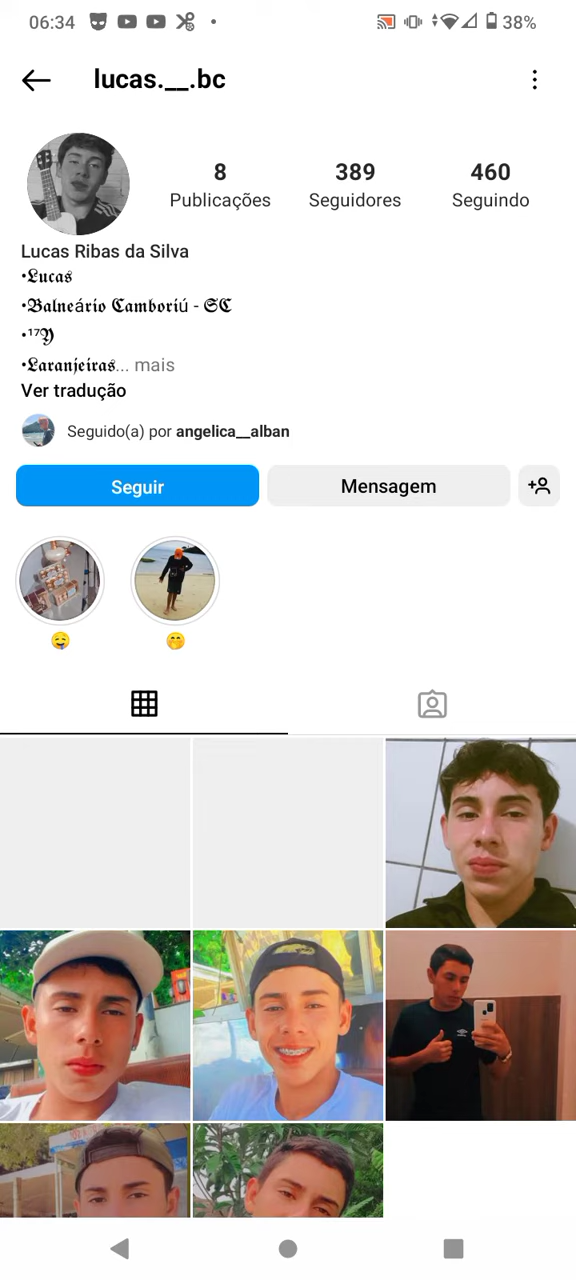 06:34
38%
lucas.__.bc
8
389
460
Publicações
Seguidores
Seguindo
Lucas Ribas da Silva
•𝕷𝖚𝖈𝖆𝖘
•𝕭𝖆𝖑𝖓𝖊á𝖗𝖎𝖔 𝕮𝖆𝖒𝖇𝖔𝖗𝖎ú - 𝕾𝕮
•¹⁷𝖄
•𝕷𝖆𝖗𝖆𝖓𝖏𝖊𝖎𝖗𝖆𝖘... mais
Ver tradução
Seguido(a) por angelica__alban
Seguir
Mensagem